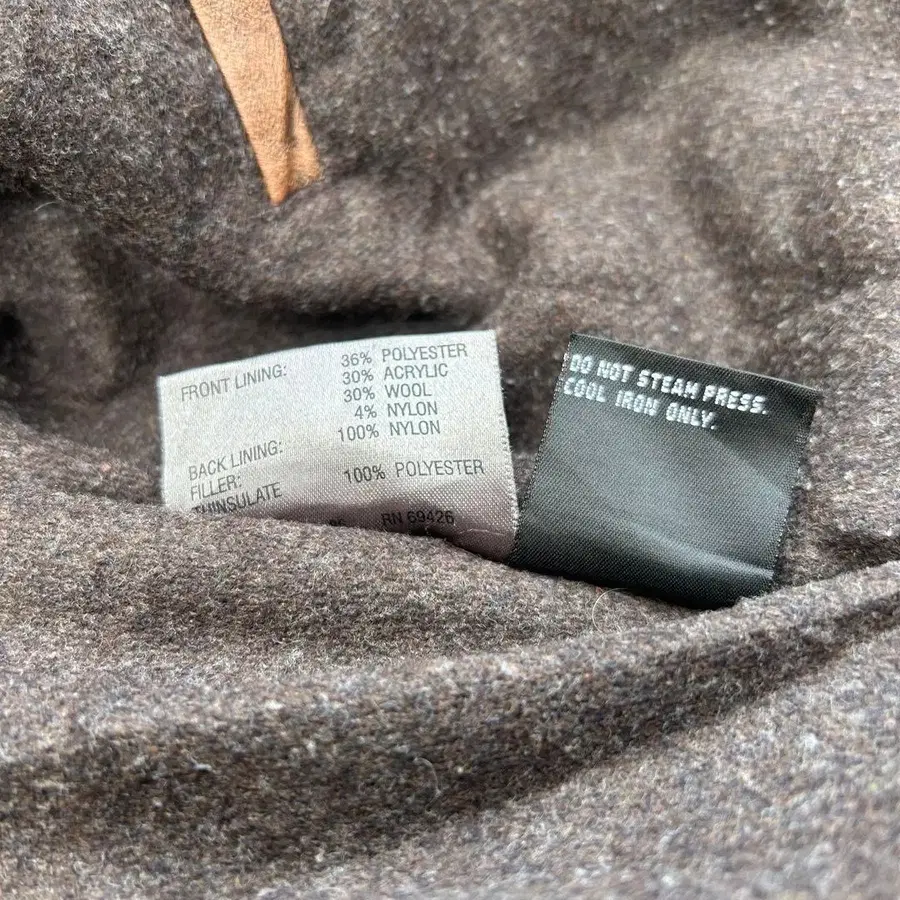 FRONT LINING: 36% POLYESTER
30% ACRYLIC
30% WOOL
4% NYLON
BACK LINING: 100% NYLON
FILLER: 100% POLYESTER
THINSULATE
RN 69426
DO NOT STEAM PRESS.
COOL IRON ONLY.